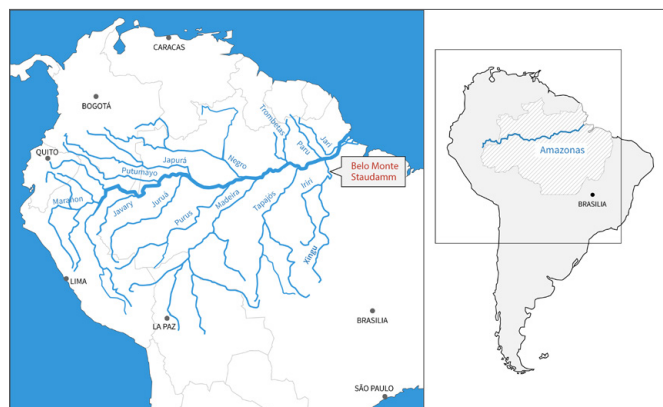 CARACAS
BOGOTÁ
QUITO
Trombetas
Paru
Jari
Negro
Japurá
Putumayo
Belo Monte
Staudamm
Iriri
Marañon
Javary
Juruá
Purus
Madeira
Tapajós
Xingu
LIMA
LA PAZ
BRASILIA
SÃO PAULO
Amazonas
BRASILIA